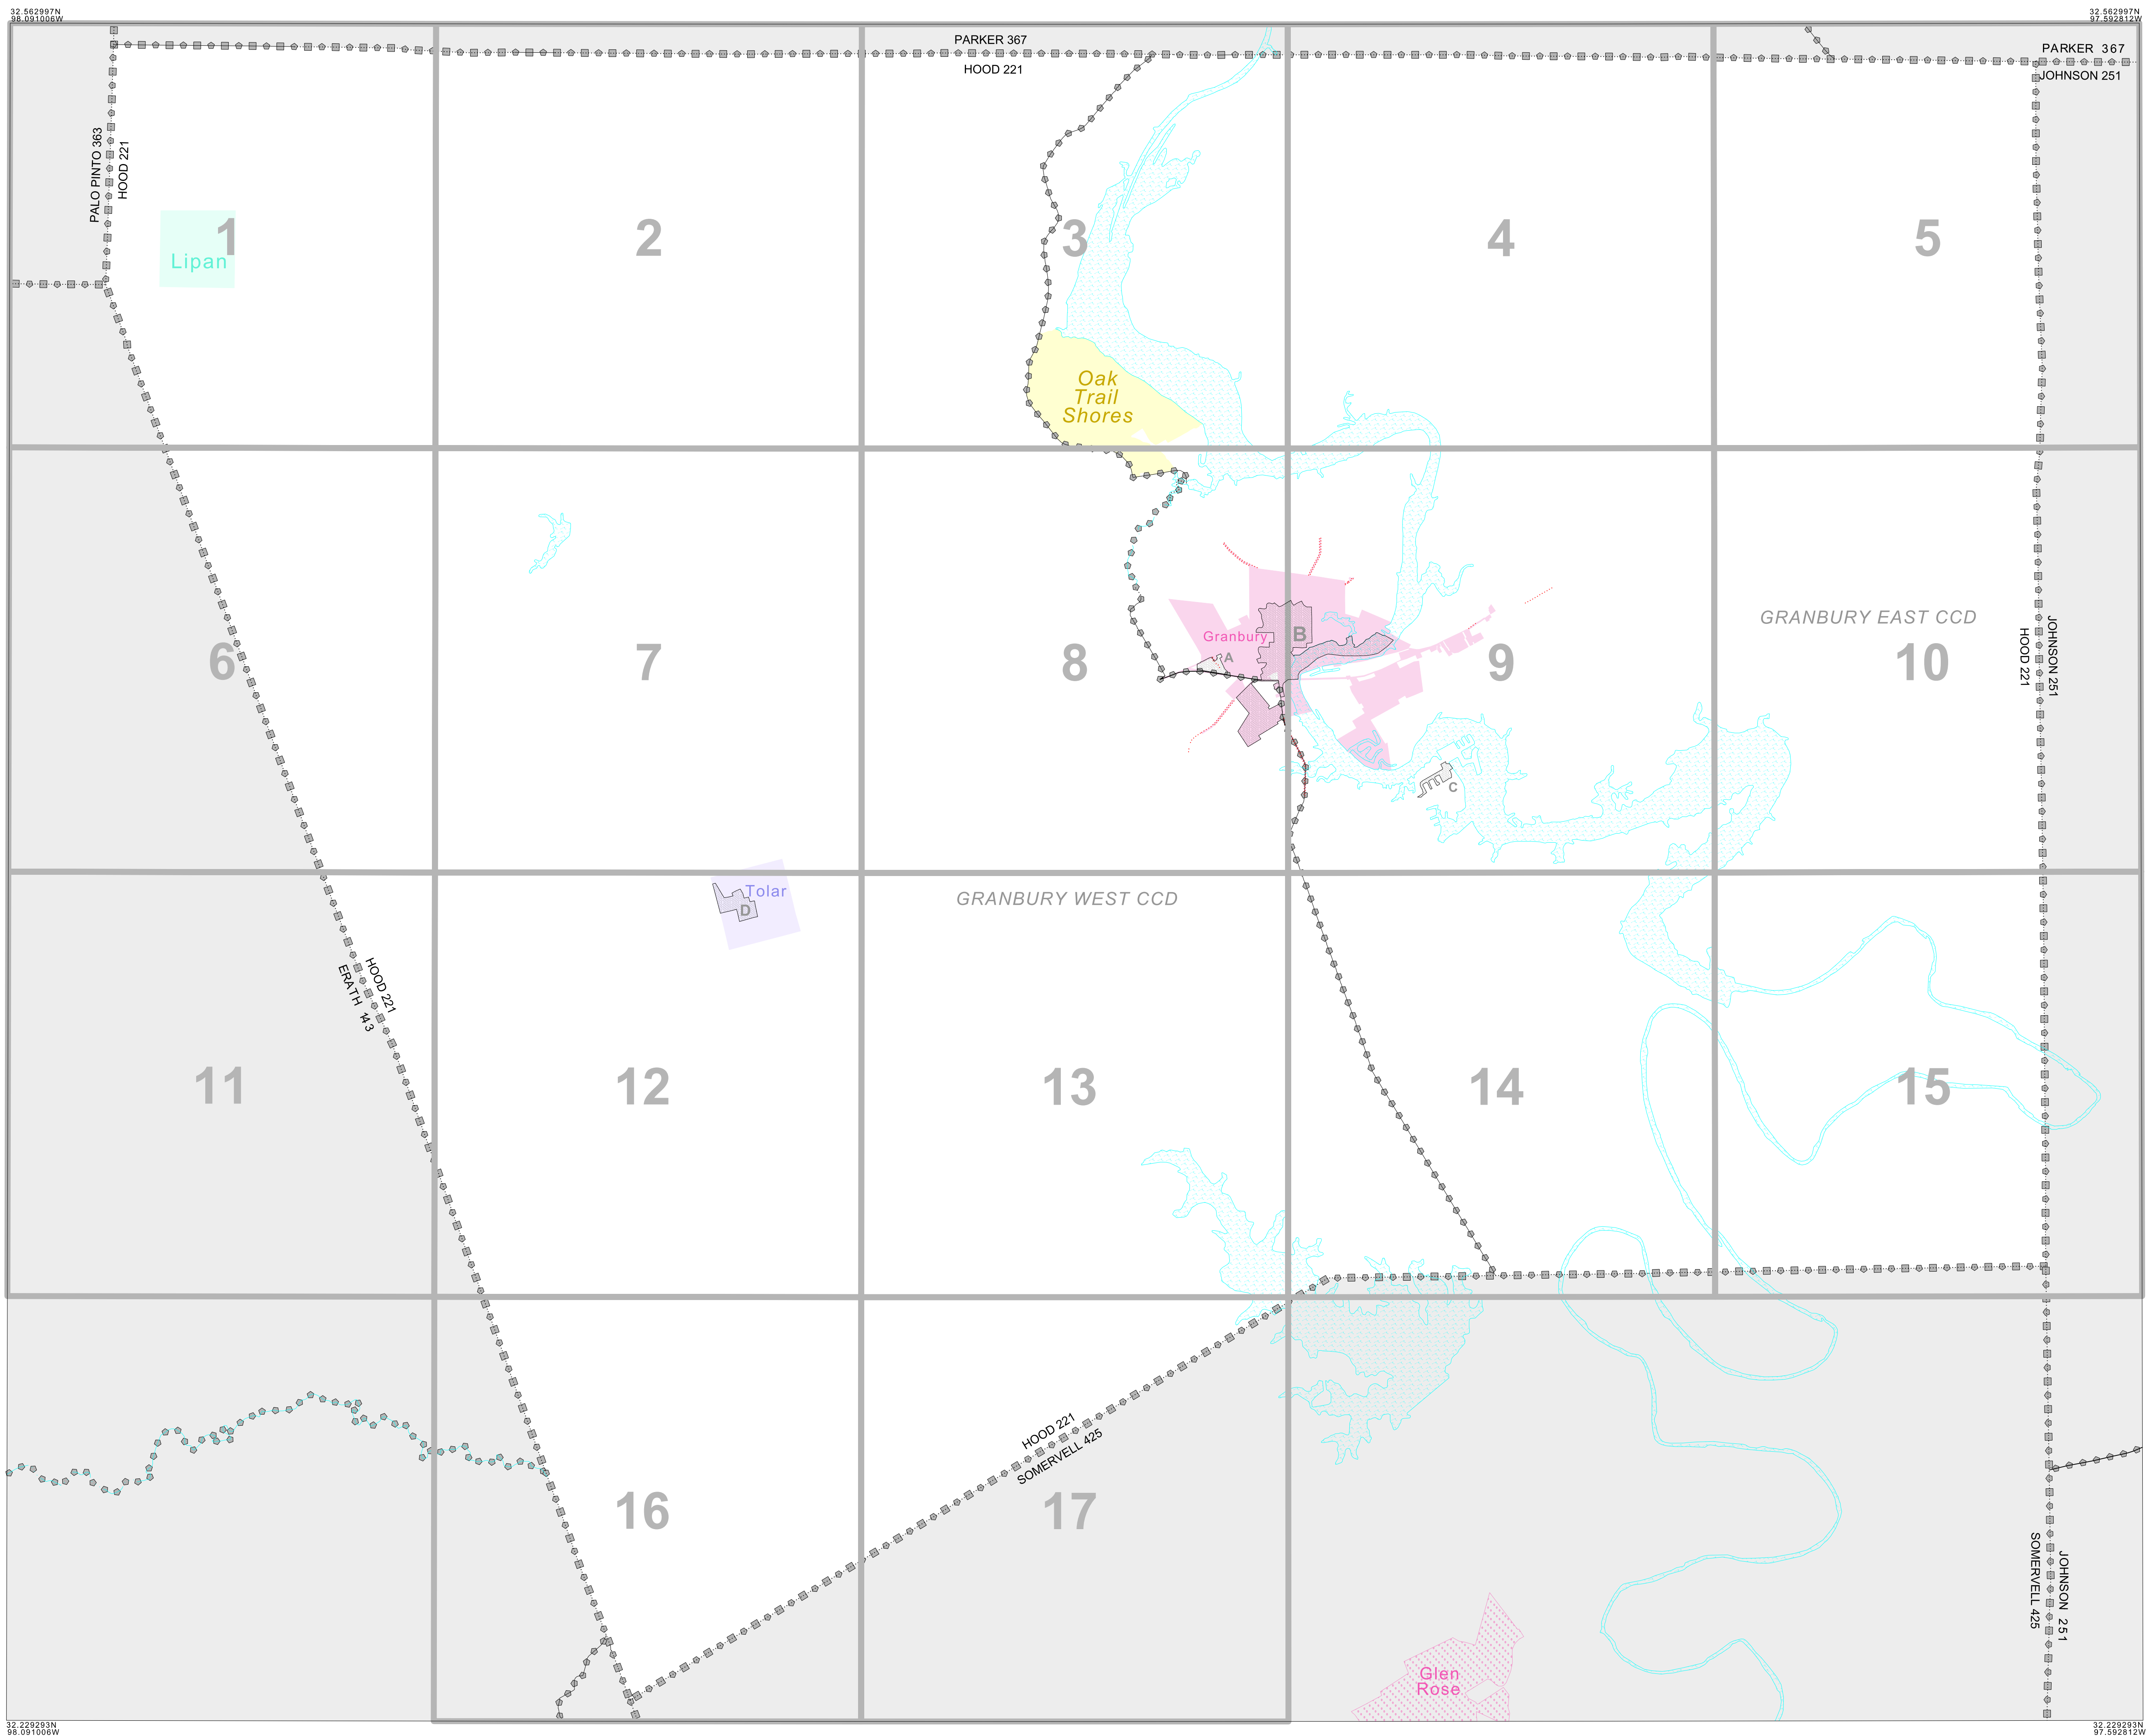 32.562997N
98.091006W
32.562997N
97.592812W
PARKER 367
HOOD 221
PARKER 367
JOHNSON 251
PALO PINTO 363
HOOD 221
1
2
3
4
5
Lipan
Oak
Trail
Shores
GRANBURY EAST CCD
Granbury
B
A
6
7
8
9
10
JOHNSON 251
HOOD 221
C
Tolar
D
GRANBURY WEST CCD
HOOD 221
ERATH 143
11
12
13
14
15
HOOD 221
SOMERVELL 425
16
17
JOHNSON 251
SOMERVELL 425
Glen
Rose
32.229293N
98.091006W
32.229293N
97.592812W